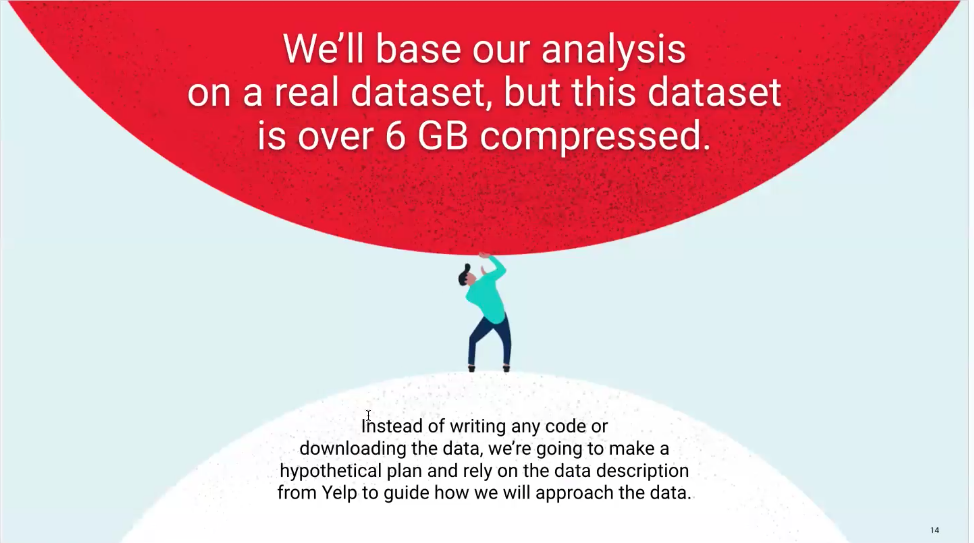 We’ll base our analysis
on a real dataset, but this dataset
is over 6 GB compressed.
Instead of writing any code or
downloading the data, we’re going to make a
hypothetical plan and rely on the data description
from Yelp to guide how we will approach the data.
14